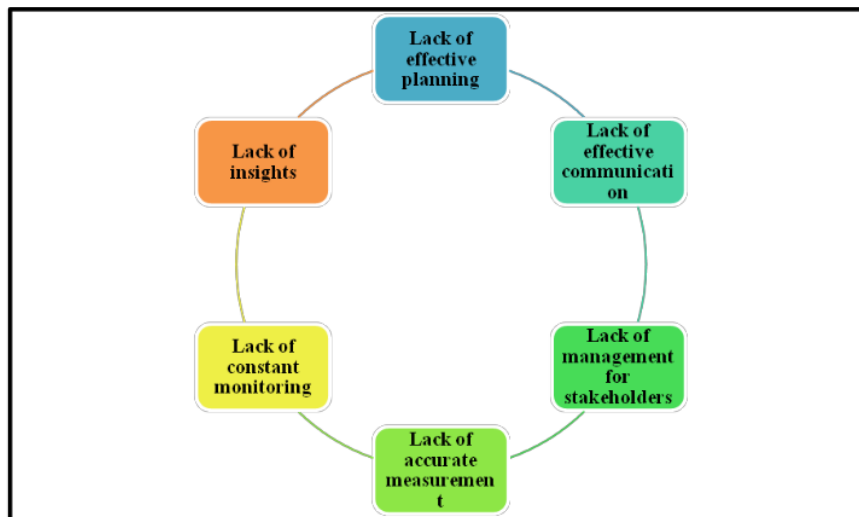 Lack of
effective
planning
Lack of
effective
communicati
on
Lack of
management
for
stakeholders
Lack of
accurate
measuremen
t
Lack of
constant
monitoring
Lack of
insights